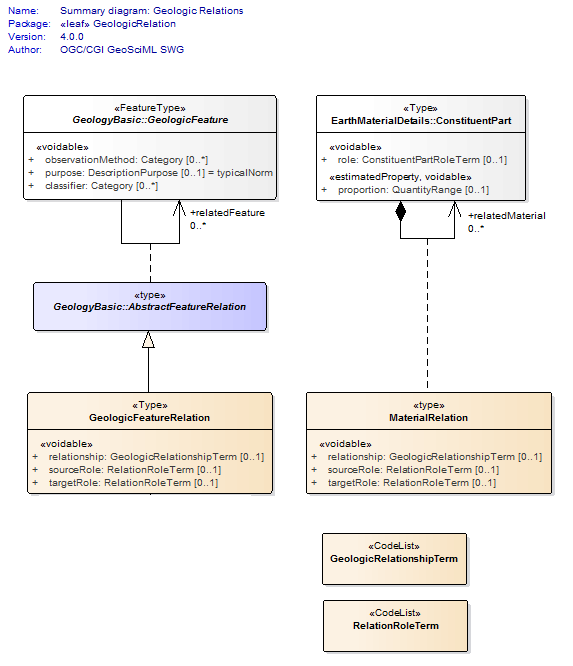 Name: Summary diagram: Geologic Relations
Package: «leaf» GeologicRelation
Version: 4.0.0
Author: OGC/CGI GeoSciML SWG
«FeatureType»
GeologyBasic::GeologicFeature
«voidable»
+ observationMethod: Category [0..*]
+ purpose: DescriptionPurpose [0..1] = typicalNorm
+ classifier: Category [0..*]
«Type»
EarthMaterialDetails::ConstituentPart
«voidable»
+ role: ConstituentPartRoleTerm [0..1]
«estimatedProperty, voidable»
+ proportion: QuantityRange [0..1]
+relatedFeature
0..*
+relatedMaterial
0..*
«type»
GeologyBasic::AbstractFeatureRelation
«Type»
GeologicFeatureRelation
«voidable»
+ relationship: GeologicRelationshipTerm [0..1]
+ sourceRole: RelationRoleTerm [0..1]
+ targetRole: RelationRoleTerm [0..1]
«type»
MaterialRelation
«voidable»
+ relationship: GeologicRelationshipTerm [0..1]
+ sourceRole: RelationRoleTerm [0..1]
+ targetRole: RelationRoleTerm [0..1]
«CodeList»
GeologicRelationshipTerm
«CodeList»
RelationRoleTerm